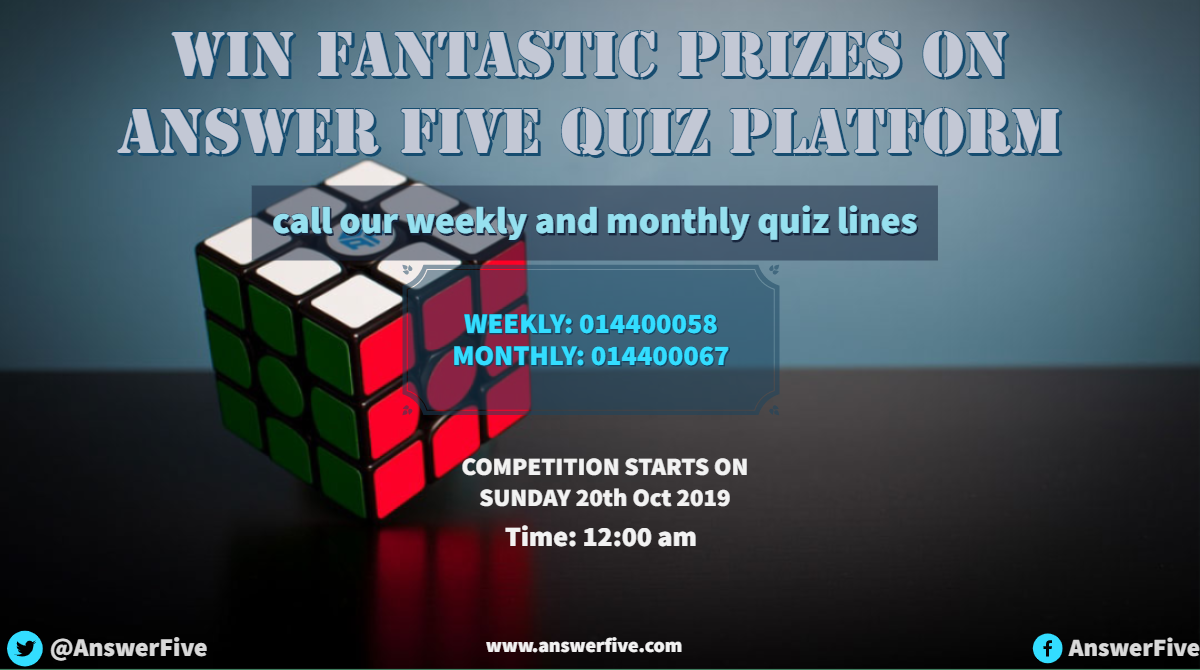 WIN FANTASTIC PRIZES ON
ANSWER FIVE QUIZ PLATFORM
call our weekly and monthly quiz lines
WEEKLY: 014400058
MONTHLY: 014400067
COMPETITION STARTS ON
SUNDAY 20th Oct 2019
Time: 12:00 am
@AnswerFive
www.answerfive.com
AnswerFive